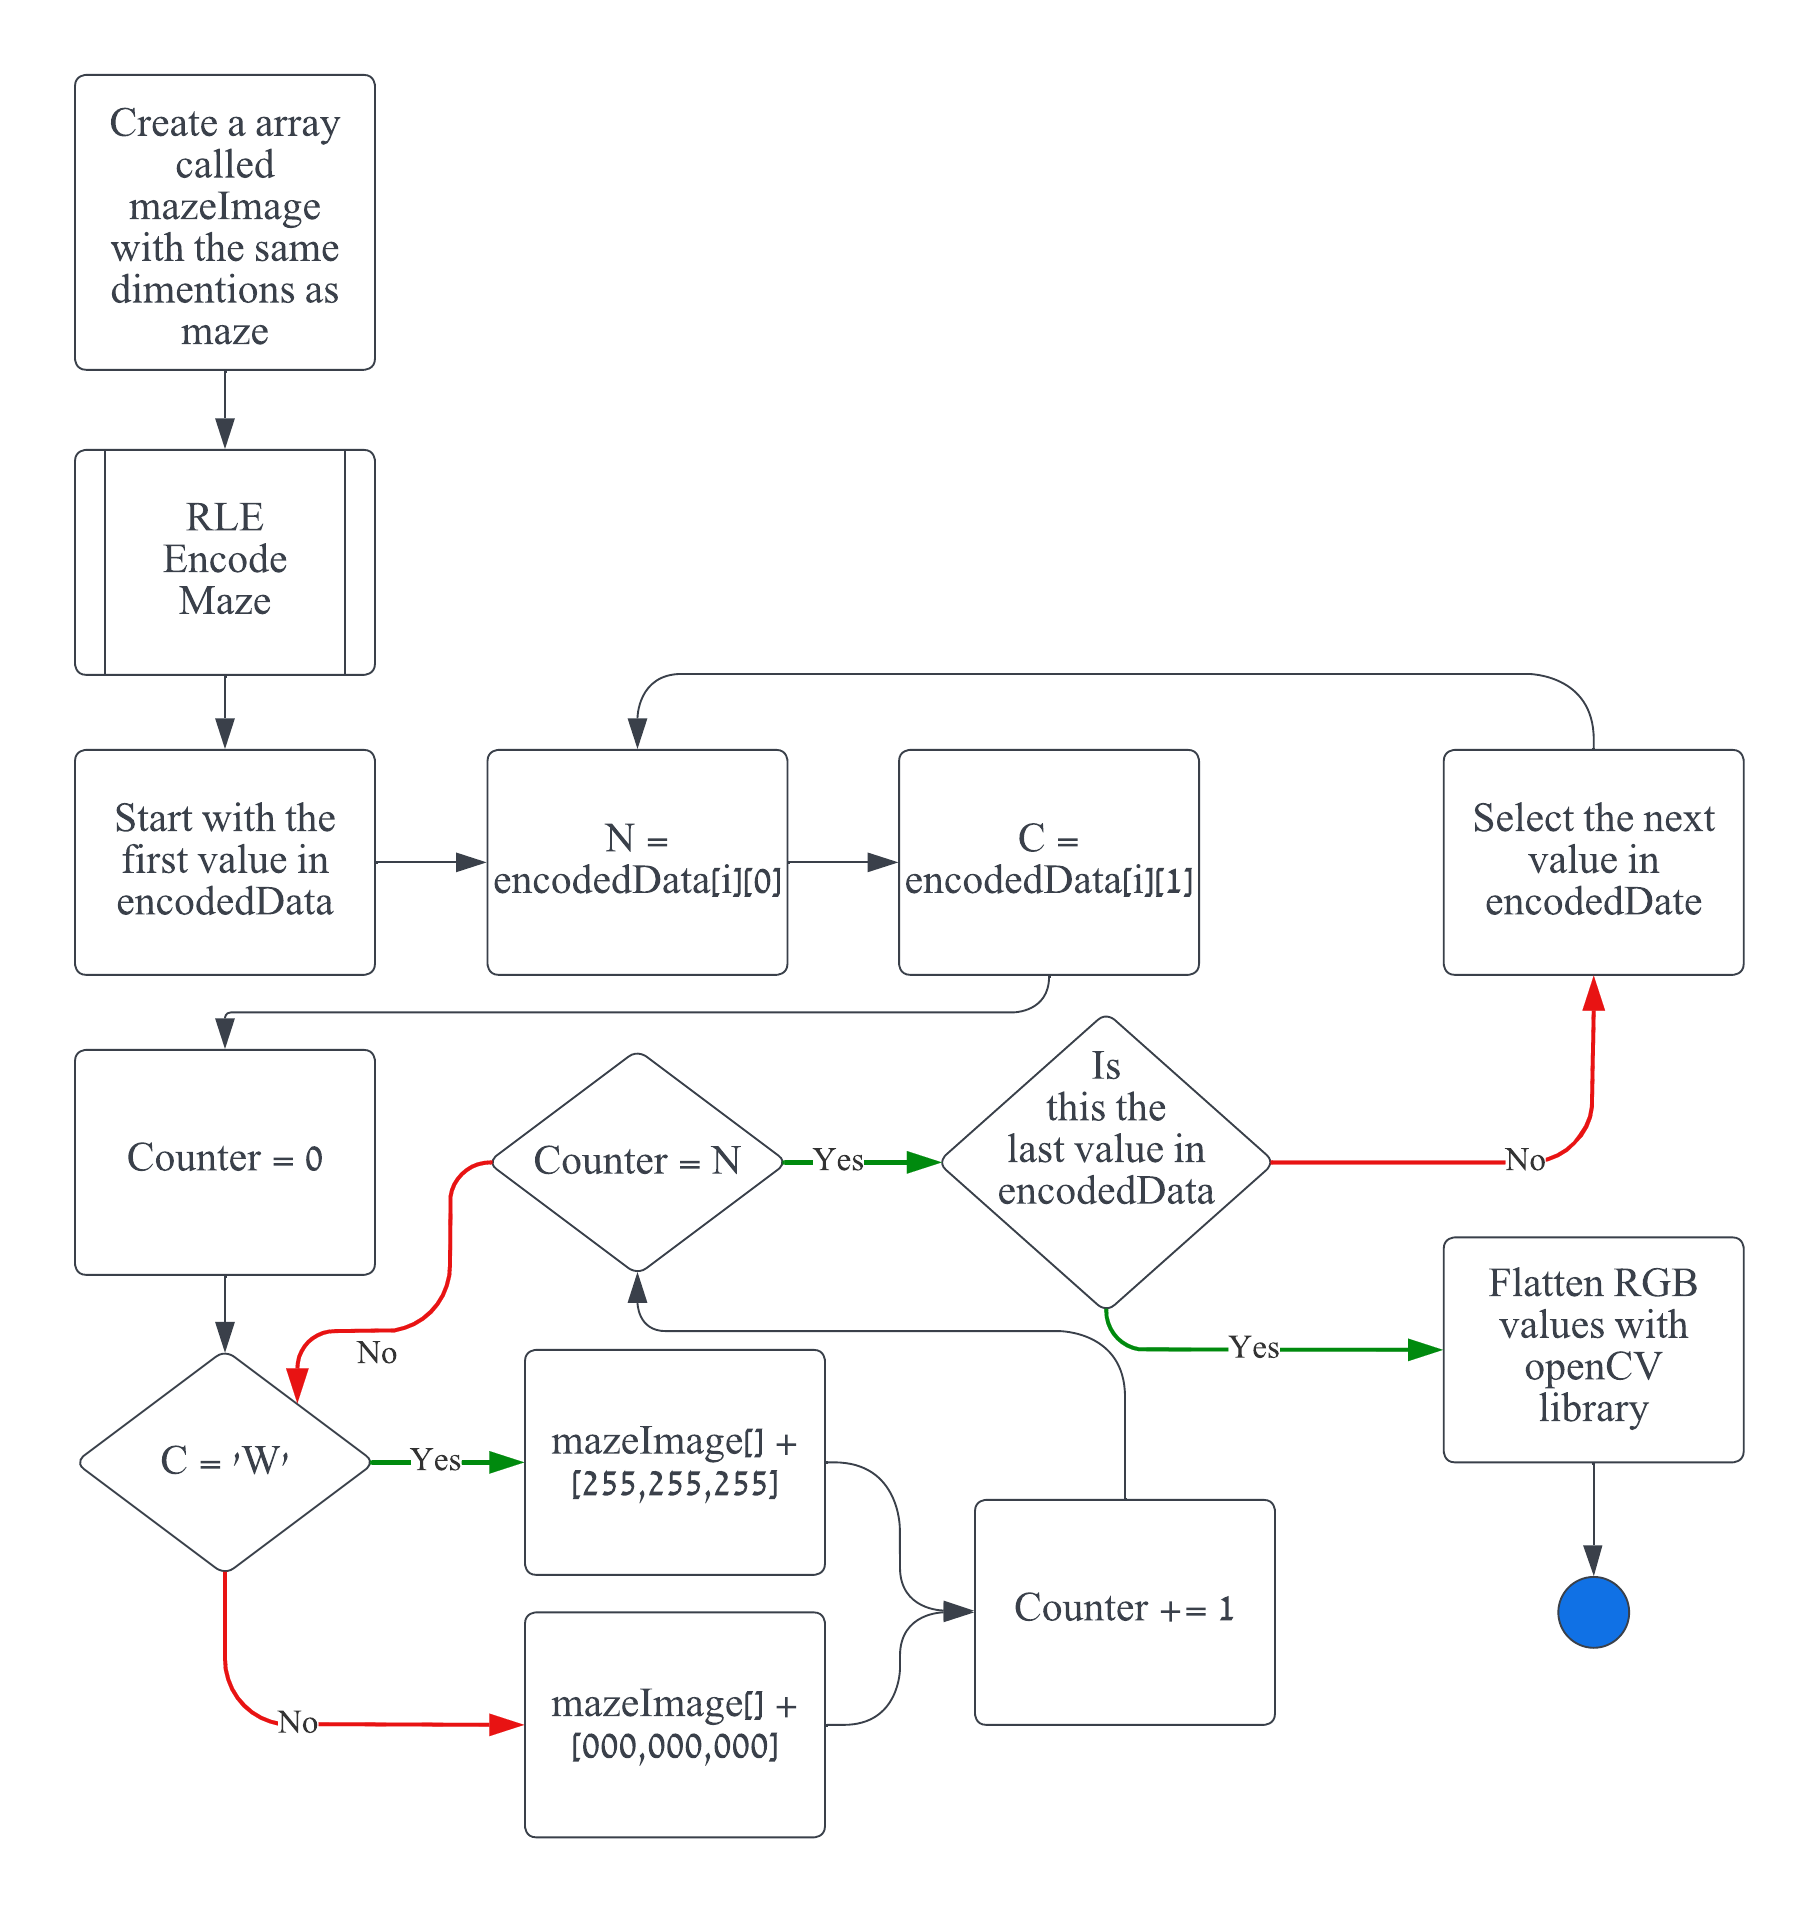 Create a array
called
mazeImage
with the same
dimentions as
maze
RLE
Encode
Maze
Start with the
first value in
encodedData
N =
encodedData[i][0]
C =
encodedData[i][1]
Select the next
value in
encodedDate
Counter = 0
Counter = N
Yes
Is
this the
last value in
encodedData
No
No
Yes
Flatten RGB
values with
openCV
library
C = 'W'
Yes
mazeImage[] +
[255,255,255]
Counter += 1
No
mazeImage[] +
[000,000,000]